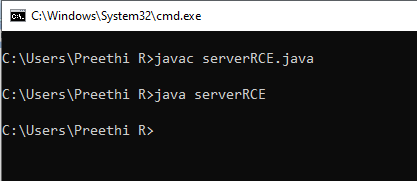 C:\Windows\System32\cmd.exe
C:\Users\Preethi R>javac serverRCE.java
C:\Users\Preethi R>java serverRCE
C:\Users\Preethi R>